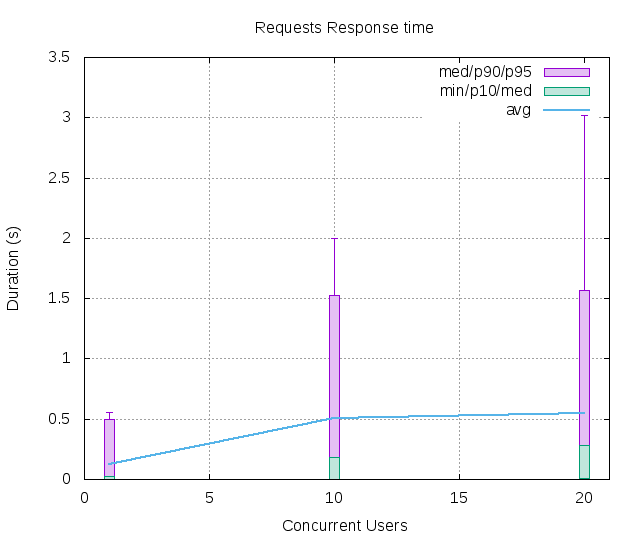 Requests Response time
3.5
3
2.5
2
1.5
1
0.5
0
Duration (s)
med/p90/p95
min/p10/med
avg
0 5 10 15 20
Concurrent Users